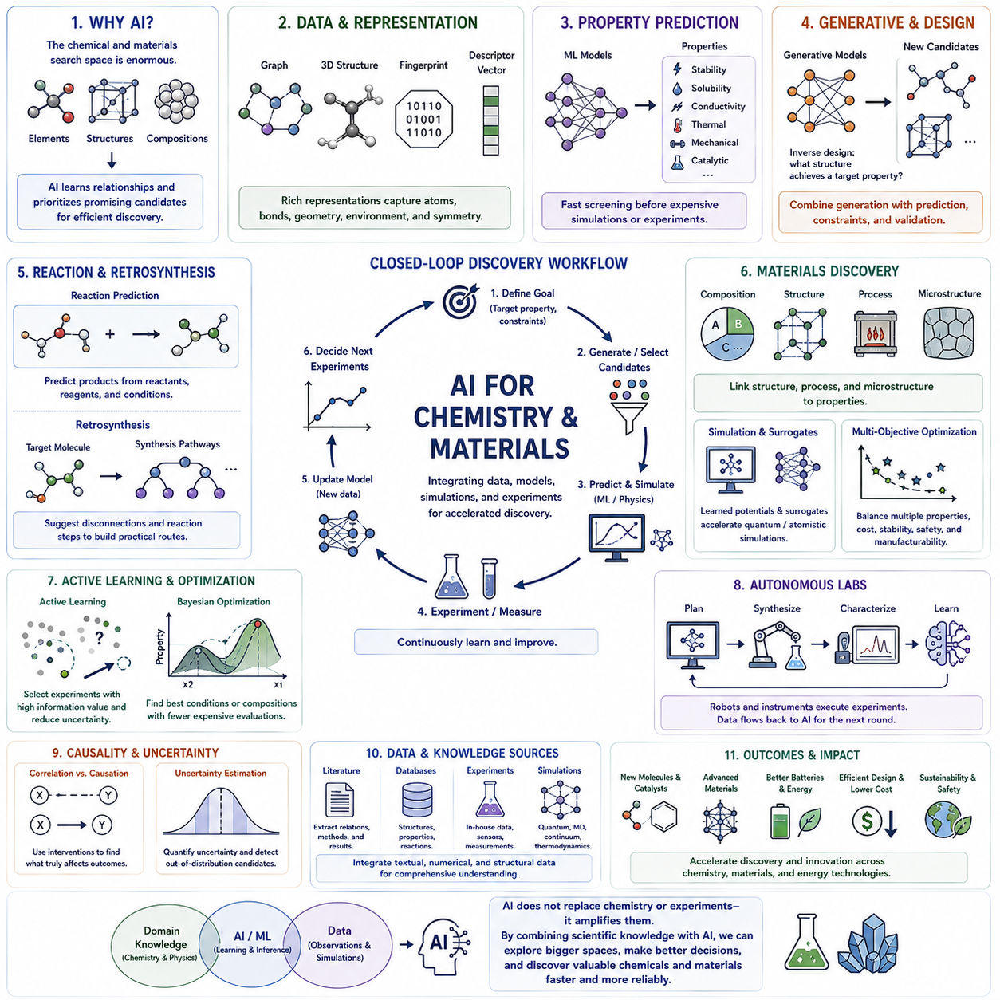 1. WHY AI?
The chemical and materials
search space is enormous.
Elements
Structures
Compositions
AI learns relationships and
prioritizes promising candidates
for efficient discovery.
2. DATA & REPRESENTATION
Graph
3D Structure
Fingerprint
Descriptor
Vector
10110
01001
11010
Rich representations capture atoms,
bonds, geometry, environment, and symmetry.
3. PROPERTY PREDICTION
ML Models
Properties
Stability
Solubility
Conductivity
Thermal
Mechanical
Catalytic
...
Fast screening before expensive
simulations or experiments.
4. GENERATIVE & DESIGN
Generative Models
New Candidates
...
Inverse design:
what structure
achieves a target property?
Combine generation with prediction,
constraints, and validation.
5. REACTION & RETROSYNTHESIS
Reaction Prediction
+
Predict products from reactants,
reagents, and conditions.
Retrosynthesis
Target Molecule
Synthesis Pathways
...
Suggest disconnections and reaction
steps to build practical routes.
CLOSED-LOOP DISCOVERY WORKFLOW
1. Define Goal
(Target property,
constraints)
2. Generate / Select
Candidates
3. Predict & Simulate
(ML / Physics)
4. Experiment / Measure
5. Update Model
(New data)
6. Decide Next
Experiments
AI FOR
CHEMISTRY &
MATERIALS
Integrating data, models,
simulations, and experiments
for accelerated discovery.
Continuously learn and improve.
6. MATERIALS DISCOVERY
Composition
Structure
Process
Microstructure
A
B
C ...
Link structure, process, and microstructure
to properties.
Simulation & Surrogates
Learned potentials & surrogates
accelerate quantum / atomistic
simulations.
Multi-Objective Optimization
Balance multiple properties,
cost, stability, safety, and
manufacturability.
7. ACTIVE LEARNING & OPTIMIZATION
Active Learning
?
Select experiments with
high information value and
reduce uncertainty.
Bayesian Optimization
Property
x2
x1
Find best conditions or compositions
with fewer expensive evaluations.
8. AUTONOMOUS LABS
Plan
Synthesize
Characterize
Learn
Robots and instruments execute experiments.
Data flows back to AI for the next round.
9. CAUSALITY & UNCERTAINTY
Correlation vs. Causation
X
Y
X
Y
Use interventions to find
what truly affects outcomes.
Uncertainty Estimation
Quantify uncertainty and detect
out-of-distribution candidates.
10. DATA & KNOWLEDGE SOURCES
Literature
Extract relations,
methods, and
results.
Databases
Structures,
properties,
reactions.
Experiments
In-house data,
sensors,
measurements.
Simulations
Quantum, MD,
continuum,
thermodynamics.
Integrate textual, numerical, and structural data
for comprehensive understanding.
11. OUTCOMES & IMPACT
New Molecules &
Catalysts
Advanced
Materials
Better Batteries
& Energy
Efficient Design &
Lower Cost
$
Sustainability &
Safety
Accelerate discovery and innovation across
chemistry, materials, and energy technologies.
Domain
Knowledge
(Chemistry & Physics)
AI / ML
(Learning & Inference)
Data
(Observations &
Simulations)
AI
AI does not replace chemistry or experiments—
it amplifies them.
By combining scientific knowledge with AI, we can
explore bigger spaces, make better decisions,
and discover valuable chemicals and materials
faster and more reliably.